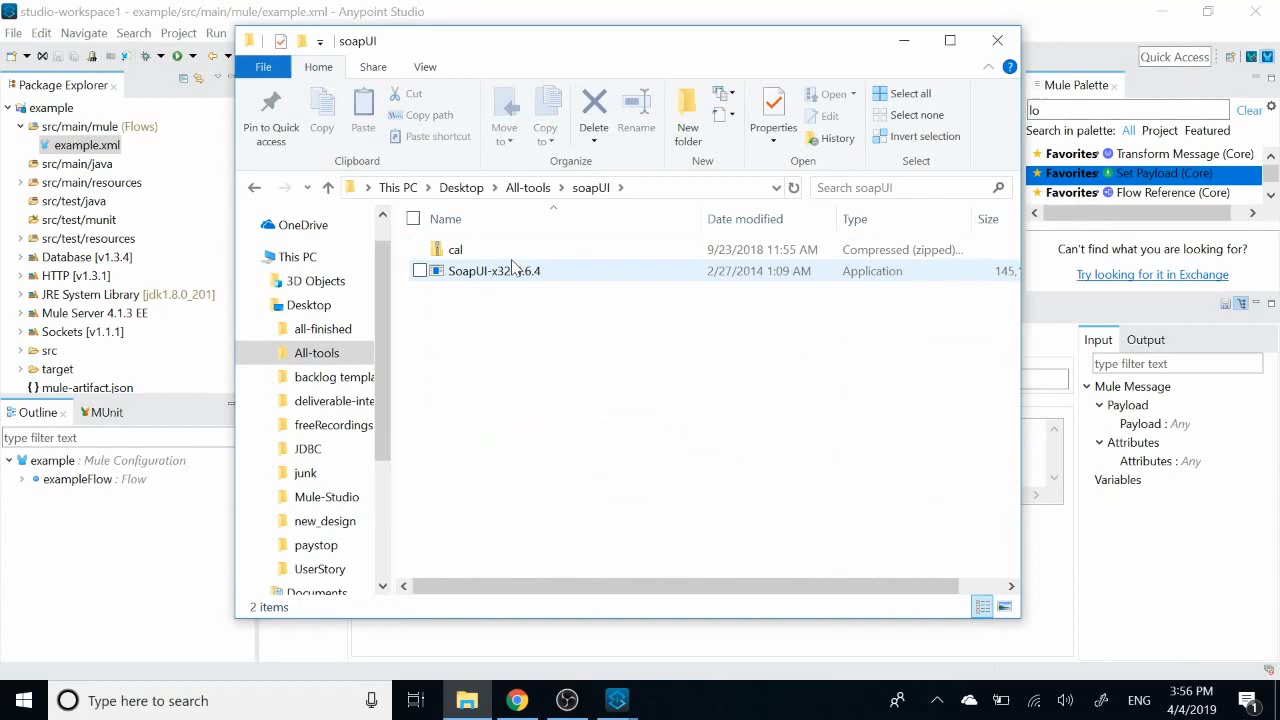 studio-workspace1 - example/src/main/mule/example.xml - Anypoint Studio
File Edit Navigate Search Project Run
Quick Access
Package Explorer
example
src/main/mule (Flows)
example.xml
src/main/java
src/main/resources
src/test/java
src/test/munit
src/test/resources
Database [v1.3.4]
HTTP [v1.3.1]
JRE System Library [jdk1.8.0_201]
Mule Server 4.1.3 EE
Sockets [v1.1.1]
src
target
mule-artifact.json
Outline MUnit
type filter text
example : Mule Configuration
exampleFlow : Flow
soapUI
File Home Share View
Pin to Quick access
Copy
Paste
Cut
Copy path
Paste shortcut
Clipboard
Move to
Copy to
Delete
Rename
Organize
New folder
New
Properties
Open
Edit
History
Open
Select all
Select none
Invert selection
Select
This PC Desktop All-tools soapUI
Search soapUI
OneDrive
This PC
3D Objects
Desktop
all-finished
All-tools
backlog templa
deliverable-inte
freeRecordings
JDBC
junk
Mule-Studio
new_design
paystop
UserStory
Documents
Name Date modified Type Size
cal 9/23/2018 11:55 AM Compressed (zipped)...
2/27/2014 1:09 AM Application 145,
2 items
Mule Palette
lo
Clear
Search in palette: All Project Featured
Favorites Transform Message (Core)
Favorites Set Payload (Core)
Favorites Flow Reference (Core)
Can't find what you are looking for?
Try looking for it in Exchange
Input Output
type filter text
Mule Message
Payload
Payload : Any
Attributes
Attributes : Any
Variables
Type here to search
ENG
3:56 PM
4/4/2019
1